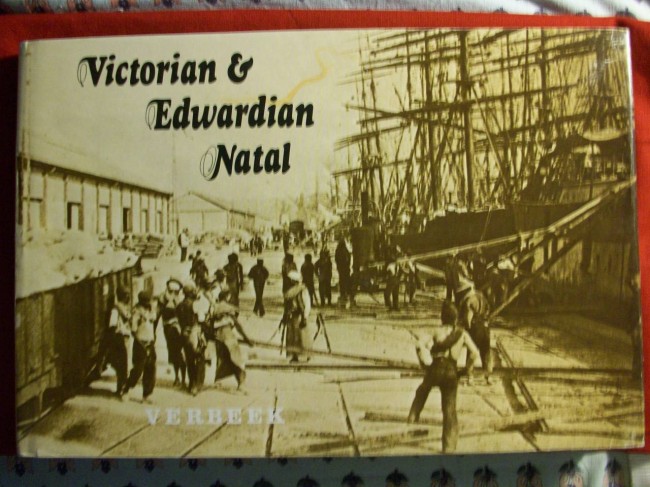 Victorian &
Edwardian
Natal
VERBEEK